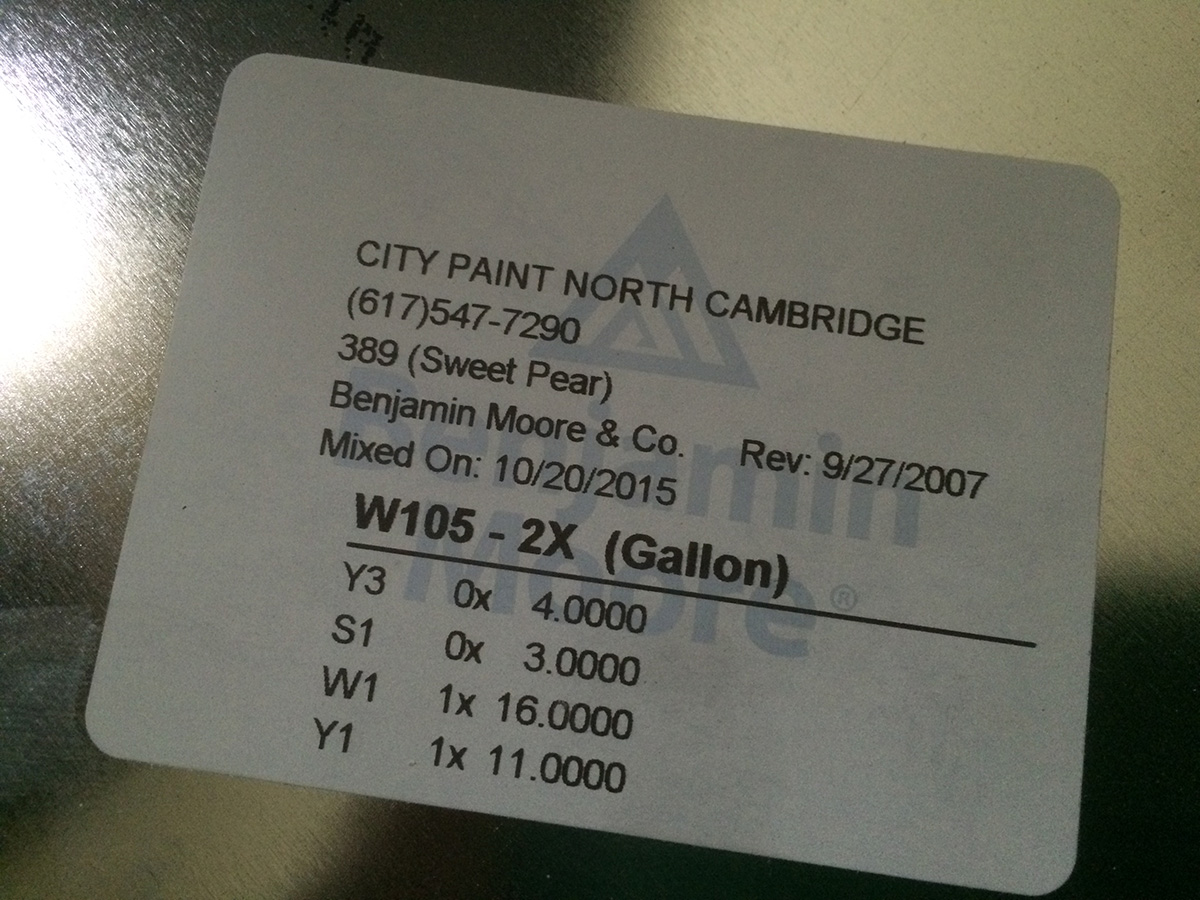 CITY PAINT NORTH CAMBRIDGE
(617)547-7290
389 (Sweet Pear)
Benjamin Moore & Co. Rev: 9/27/2007
Mixed On: 10/20/2015
W105 - 2X (Gallon)
Y3 0x 4.0000
S1 0x 3.0000
W1 1x 16.0000
Y1 1x 11.0000
Benjamin
Moore®